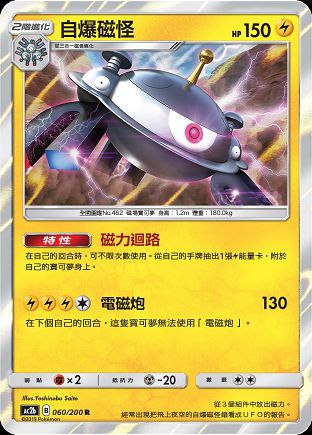 2階進化 自爆磁怪 HP 150
從三合一磁怪進化
全國圖鑑No.462 磁場寶可夢 身高:1.2m 體重:180.0kg
特性 磁力迴路
在自己的回合時,可不限次數使用。從自己的手牌抽出1張 能量卡,附於
自己的寶可夢身上。
電磁炮 130
在下個自己的回合,這隻寶可夢無法使用「電磁炮」。
弱點 ×2 抵抗力 -20 撤退
Illus.Yoshinobu Saito
AC2b B 060/200 R
©2019 Pokémon
從3個組件中放出磁力。
經常出現把飛上夜空的自爆磁怪錯看成UFO的報告。